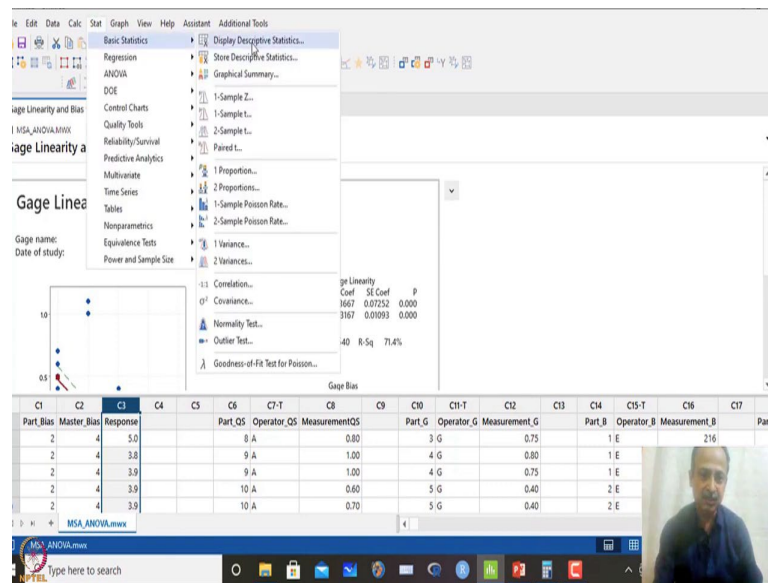 le Edit Data Calc Stat Graph View Help Assistant Additional Tools
Basic Statistics
Regression
ANOVA
DOE
Control Charts
Quality Tools
Reliability/Survival
Predictive Analytics
Multivariate
Time Series
Tables
Nonparametrics
Equivalence Tests
Power and Sample Size
Display Descriptive Statistics...
Store Descriptive Statistics...
Graphical Summary...
1-Sample Z...
1-Sample t...
2-Sample t...
Paired t...
1 Proportion...
2 Proportions...
1-Sample Poisson Rate...
2-Sample Poisson Rate...
1 Variance...
2 Variances...
Correlation...
Covariance...
Normality Test...
Outlier Test...
Goodness-of-Fit Test for Poisson...
age Linearity and Bias
MSA_ANOVA.MWX
age Linearity a
Gage Linea
Gage name:
Date of study:
ge Linearity
Coef SE Coef P
3667 0.07252 0.000
3167 0.01093 0.000
40 R-Sq 71.4%
Gage Bias
1.0
0.5
C1 C2 C3 C4 C5 C6 C7-T C8 C9 C10 C11-T C12 C13 C14 C15-T C16 C17
Part_Bias Master_Bias Response Part_QS Operator_QS MeasurementQS Part_G Operator_G Measurement_G Part_B Operator_B Measurement_B Par
2 4 5.0 8 A 0.80 3 G 0.75 1 E 216
2 4 3.8 9 A 1.00 4 G 0.80 1 E
2 4 3.9 9 A 1.00 4 G 0.75 1 E
2 4 3.9 10 A 0.60 5 G 0.40 2 E
2 4 3.9 10 A 0.70 5 G 0.40 2 E
MSA_ANOVA.mwx
MSA_ANOVA.mwx
Type here to search
NPTEL